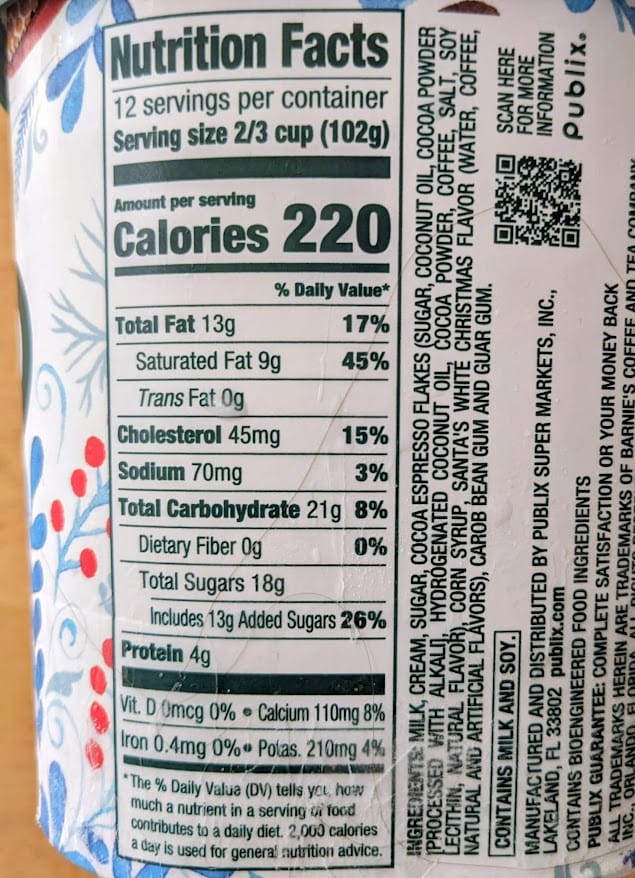 Nutrition Facts
12 servings per container
Serving size 2/3 cup (102g)
Amount per serving
Calories 220
% Daily Value*
Total Fat 13g 17%
Saturated Fat 9g 45%
Trans Fat 0g
Cholesterol 45mg 15%
Sodium 70mg 3%
Total Carbohydrate 21g 8%
Dietary Fiber 0g 0%
Total Sugars 18g
Includes 13g Added Sugars 26%
Protein 4g
Vit. D 0mcg 0% • Calcium 110mg 8%
Iron 0.4mg 0% • Potas. 210mg 4%
*The % Daily Value (DV) tells you how
much a nutrient in a serving of food
contributes to a daily diet. 2,000 calories
a day is used for general nutrition advice.
INGREDIENTS: MILK, CREAM, SUGAR, COCOA ESPRESSO FLAKES (SUGAR, COCONUT OIL, COCOA POWDER
[PROCESSED WITH ALKALI], HYDROGENATED COCONUT OIL, COCOA POWDER, COFFEE, SALT, SOY
LECITHIN, NATURAL FLAVOR), CORN SYRUP, SANTA'S WHITE CHRISTMAS FLAVOR (WATER, COFFEE,
NATURAL AND ARTIFICIAL FLAVORS), CAROB BEAN GUM AND GUAR GUM.
CONTAINS MILK AND SOY.
MANUFACTURED AND DISTRIBUTED BY PUBLIX SUPER MARKETS, INC.,
LAKELAND, FL 33802 publix.com
CONTAINS BIOENGINEERED FOOD INGREDIENTS
PUBLIX GUARANTEE: COMPLETE SATISFACTION OR YOUR MONEY BACK
ALL TRADEMARKS HEREIN ARE TRADEMARKS OF BARNIE'S COFFEE AND TEA COMPANY,
INC., ORLANDO, FLORIDA.
SCAN HERE
FOR MORE
INFORMATION
Publix®